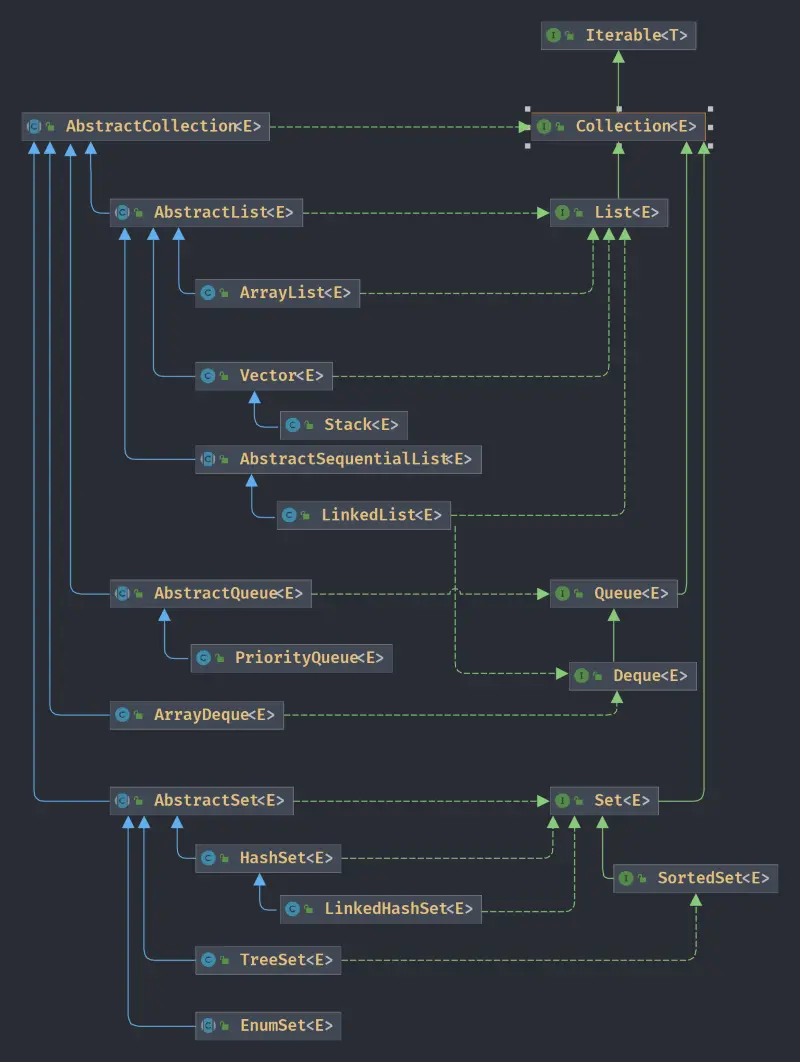 Iterable<T>
AbstractCollection<E>
Collection<E>
AbstractList<E>
List<E>
ArrayList<E>
Vector<E>
Stack<E>
AbstractSequentialList<E>
LinkedList<E>
AbstractQueue<E>
Queue<E>
PriorityQueue<E>
Deque<E>
ArrayDeque<E>
AbstractSet<E>
Set<E>
HashSet<E>
SortedSet<E>
LinkedHashSet<E>
TreeSet<E>
EnumSet<E>